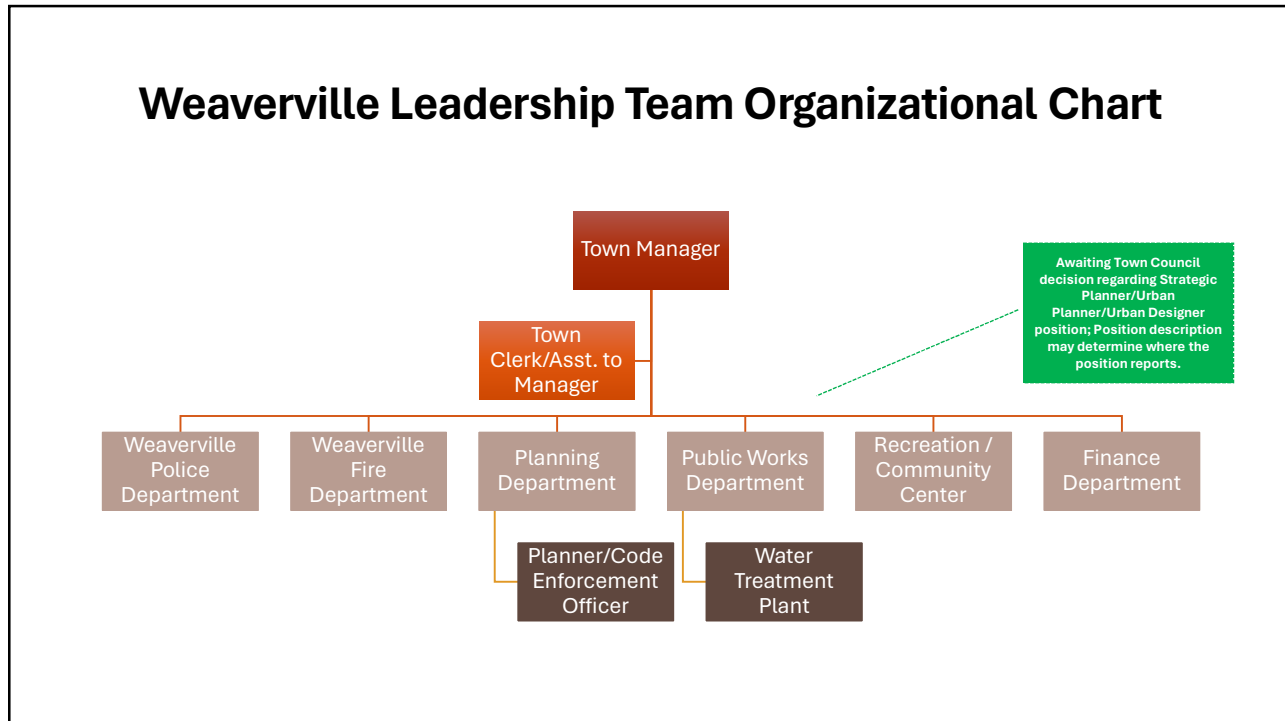 Weaverville Leadership Team Organizational Chart
Town Manager
Awaiting Town Council
decision regarding Strategic
Planner/Urban
Planner/Urban Designer
position; Position description
may determine where the
position reports.
Town
Clerk/Asst. to
Manager
Weaverville
Police
Department
Weaverville
Fire
Department
Planning
Department
Public Works
Department
Recreation /
Community
Center
Finance
Department
Planner/Code
Enforcement
Officer
Water
Treatment
Plant